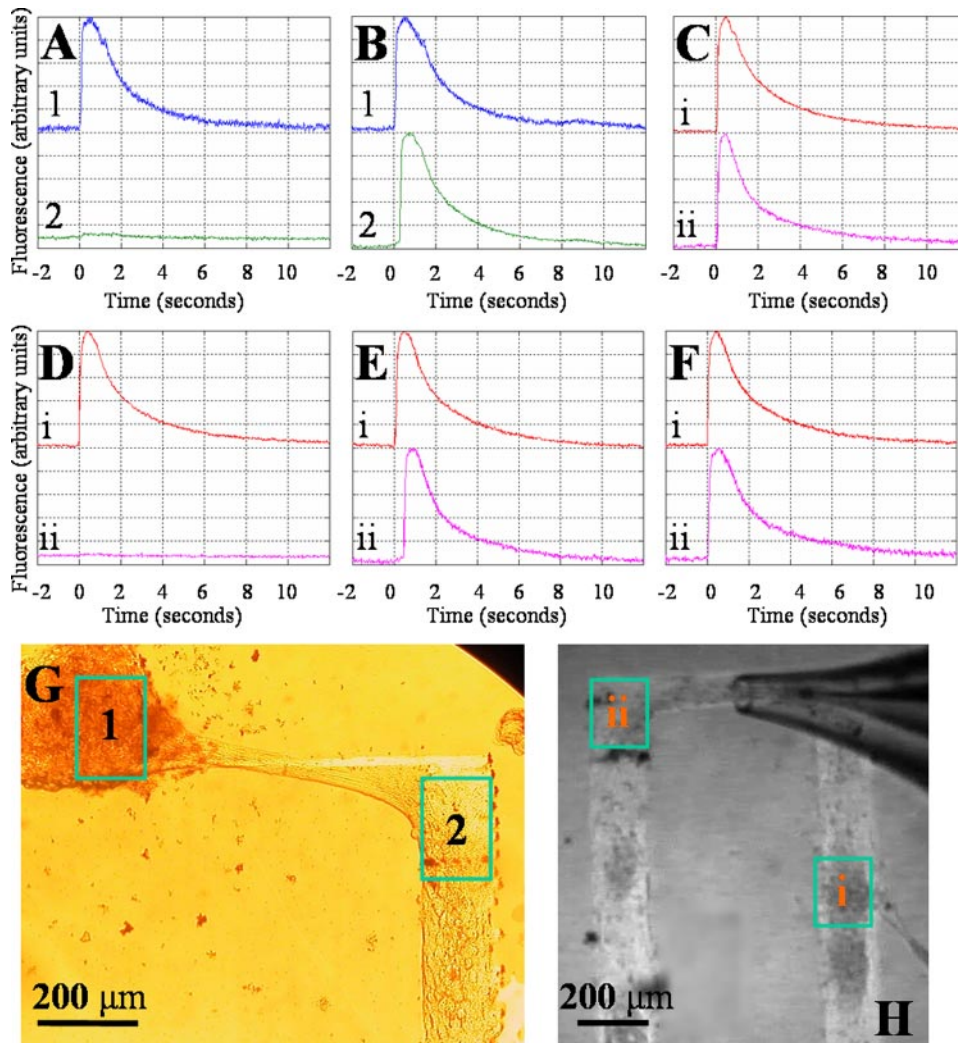 A
1
2
B
1
2
C
i
ii
Fluorescence (arbitrary units)
-2 0 2 4 6 8 10
Time (seconds)
-2 0 2 4 6 8 10
Time (seconds)
-2 0 2 4 6 8 10
Time (seconds)
D
i
ii
E
i
ii
F
i
ii
Fluorescence (arbitrary units)
-2 0 2 4 6 8 10
Time (seconds)
-2 0 2 4 6 8 10
Time (seconds)
-2 0 2 4 6 8 10 12
Time (seconds)
G
1
2
200 μm
ii
i
200 μm
H